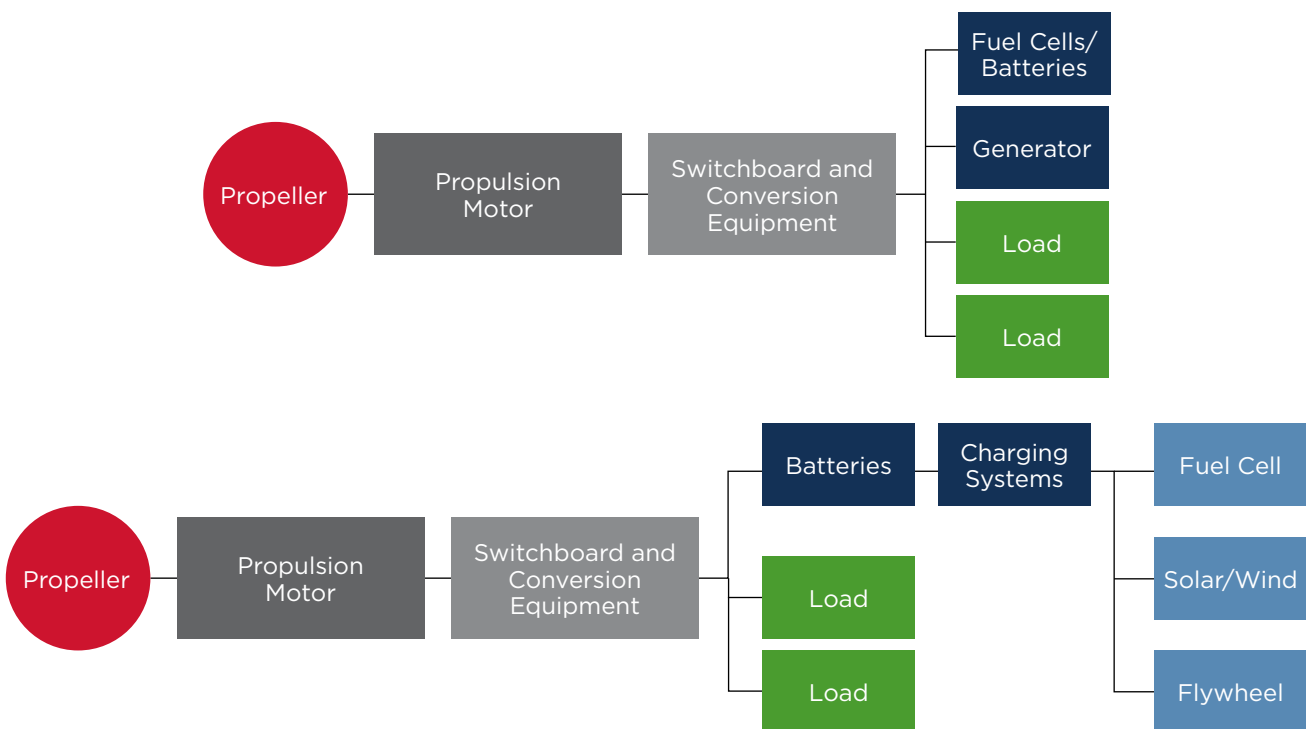 Fuel Cells/
Batteries
Generator
Propeller
Propulsion
Motor
Switchboard and
Conversion
Equipment
Load
Load
Batteries
Charging
Systems
Fuel Cell
Propeller
Propulsion
Motor
Switchboard and
Conversion
Equipment
Load
Solar/Wind
Load
Flywheel